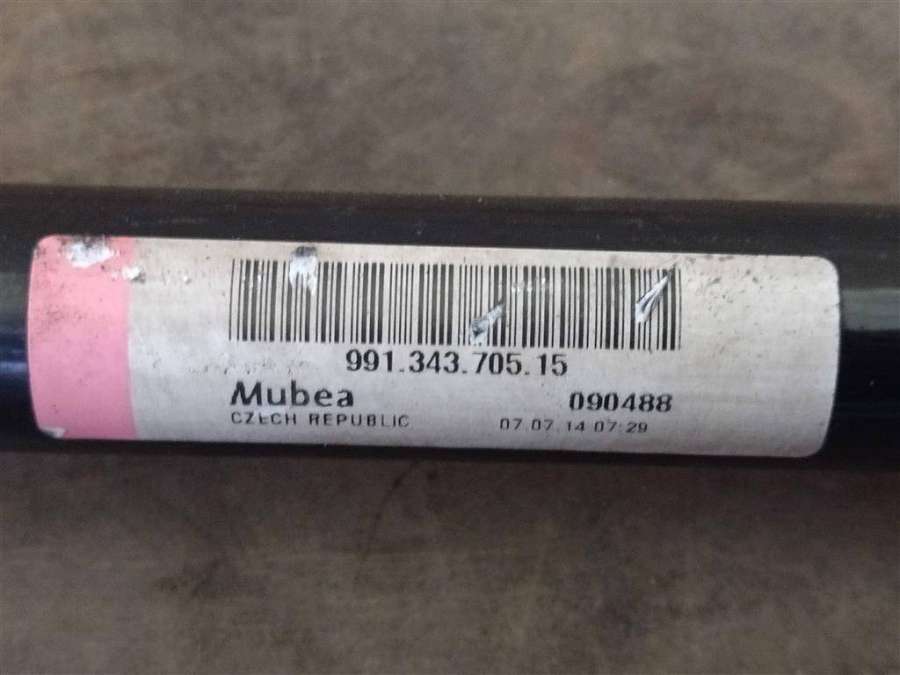 991.343.705.15
Mubea 090488
CZECH REPUBLIC 07.07.14 07:29